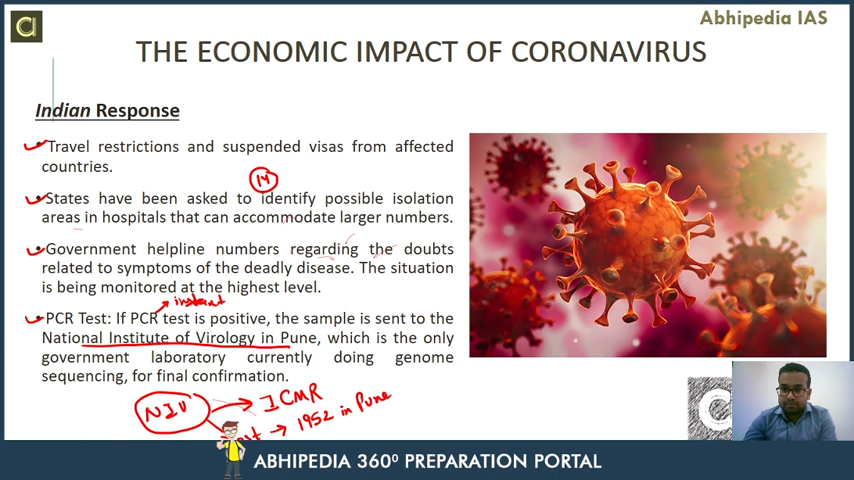 Abhipedia IAS
THE ECONOMIC IMPACT OF CORONAVIRUS
Indian Response
• Travel restrictions and suspended visas from affected
countries.
14
• States have been asked to identify possible isolation
areas in hospitals that can accommodate larger numbers.
• Government helpline numbers regarding the doubts
related to symptoms of the deadly disease. The situation
is being monitored at the highest level.
instant
• PCR Test: If PCR test is positive, the sample is sent to the
National Institute of Virology in Pune, which is the only
government laboratory currently doing genome
sequencing, for final confirmation.
NIV → ICMR
→ 1952 in Pune
ABHIPEDIA 360⁰ PREPARATION PORTAL